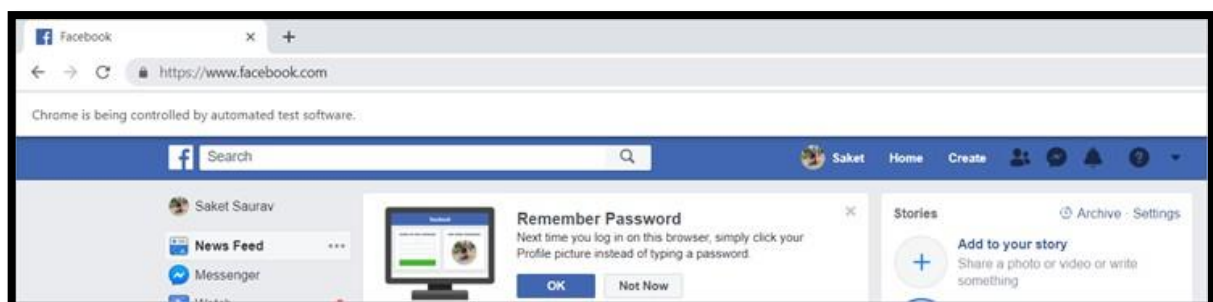 Facebook
https://www.facebook.com
Chrome is being controlled by automated test software.
Search
Saket Home Create
Saket Saurav
News Feed
Messenger
Remember Password
Next time you log in on this browser, simply click your
Profile picture instead of typing a password.
OK Not Now
Stories Archive · Settings
Add to your story
Share a photo or video or write
something